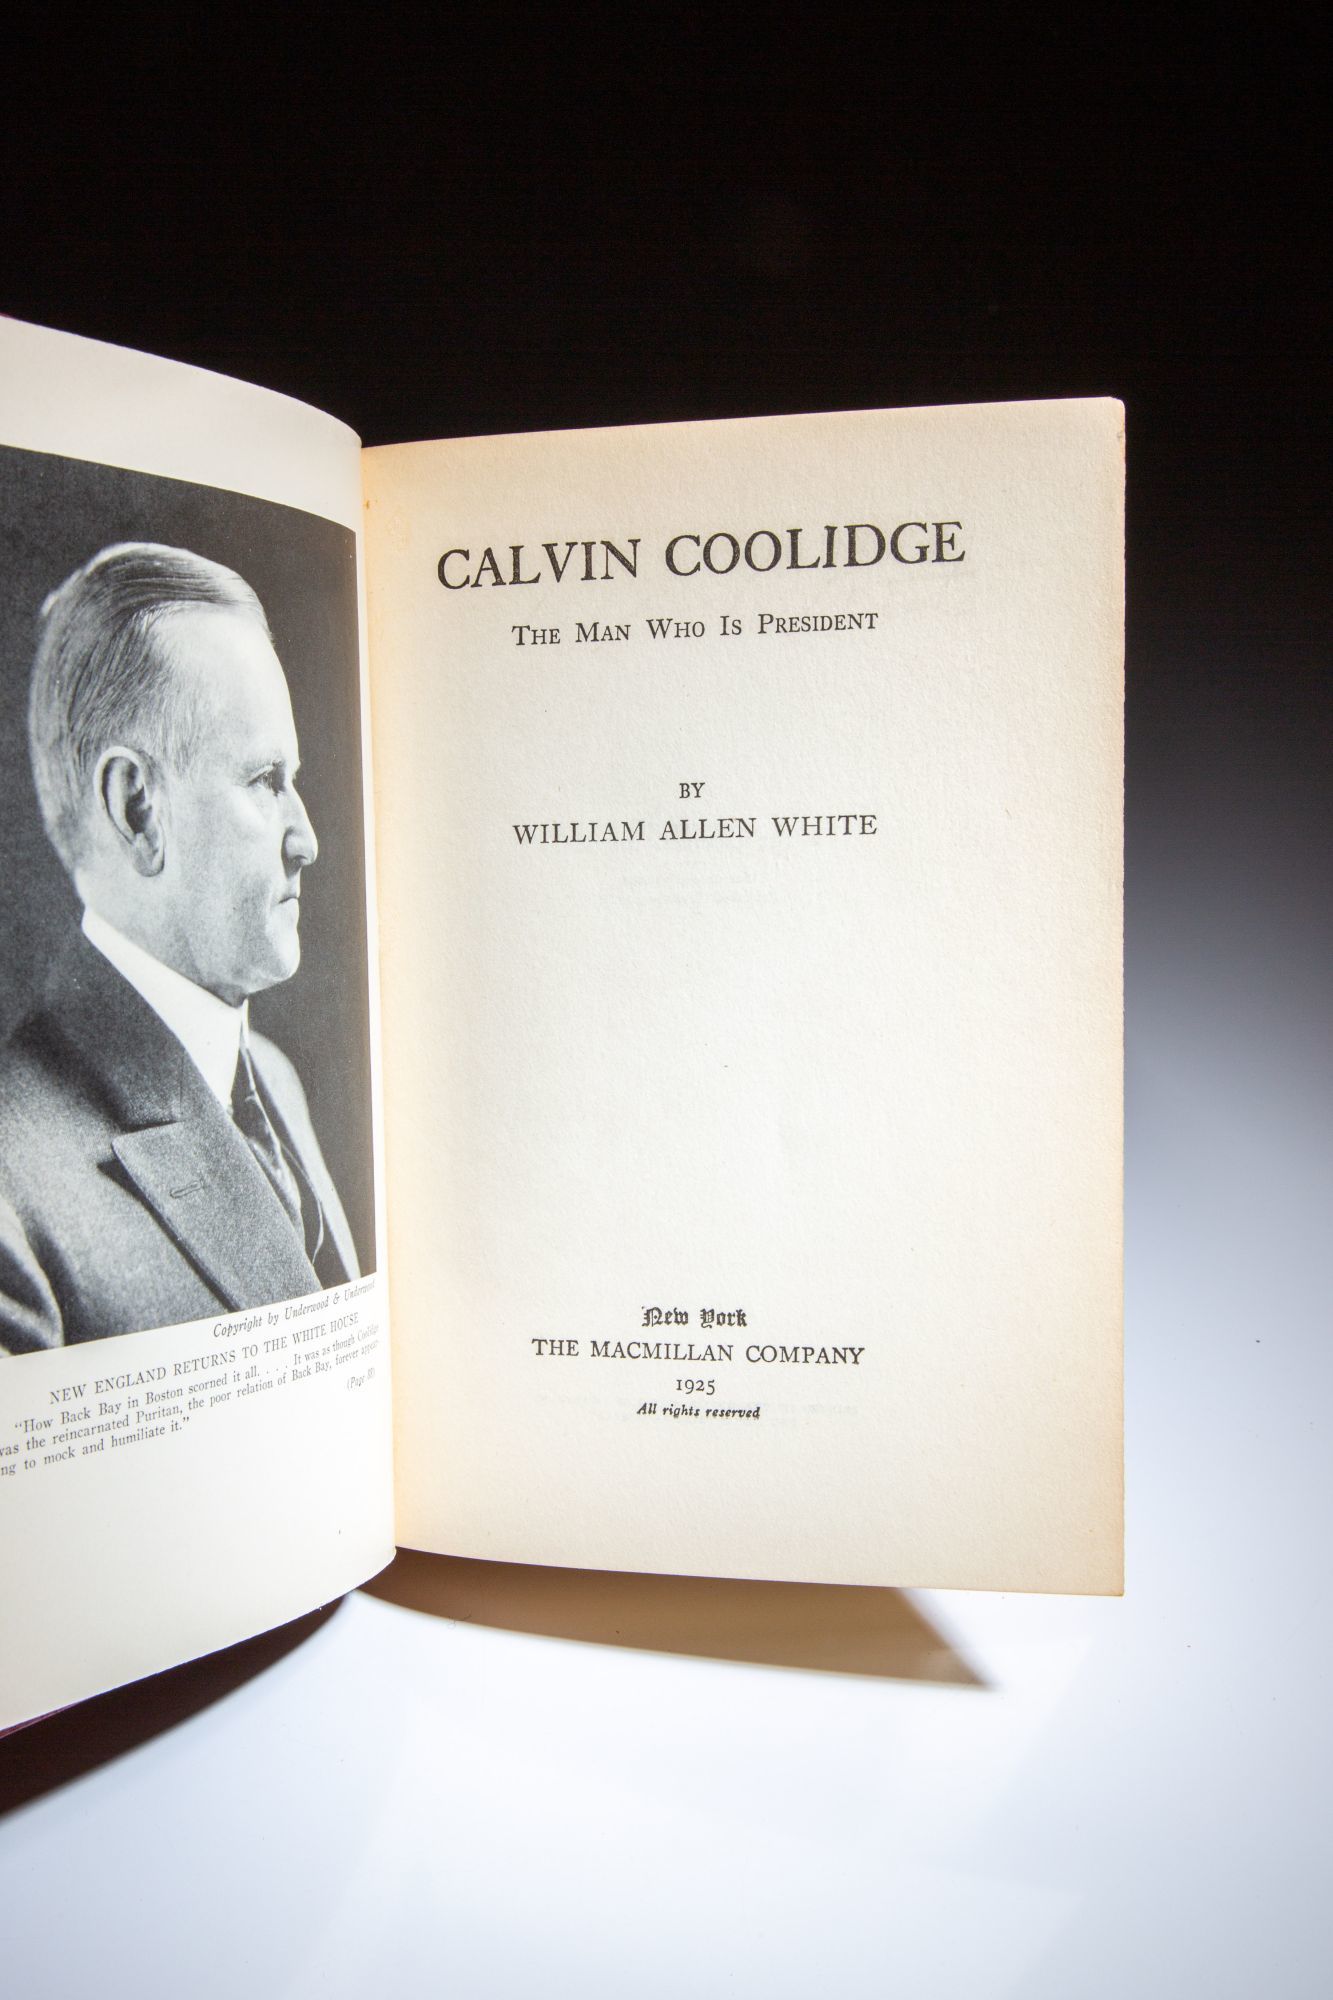 Copyright by Underwood & Underwood
NEW ENGLAND RETURNS TO THE WHITE HOUSE
"How Back Bay in Boston scorned it all. . . . It was as though Coolidge
was the reincarnated Puritan, the poor relation of Back Bay, forever appear-
ng to mock and humiliate it."
(Page 88)
CALVIN COOLIDGE
THE MAN WHO IS PRESIDENT
BY
WILLIAM ALLEN WHITE
New York
THE MACMILLAN COMPANY
1925
All rights reserved